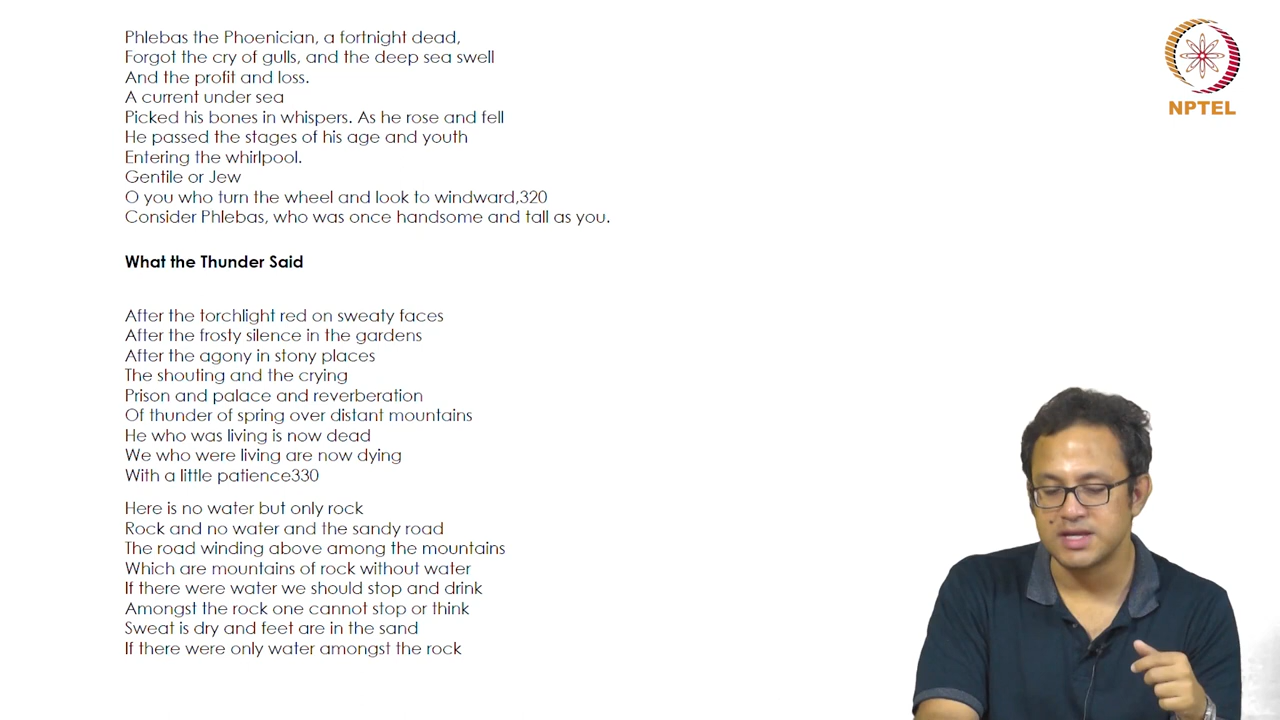 Phlebas the Phoenician, a fortnight dead,
Forgot the cry of gulls, and the deep sea swell
And the profit and loss.
A current under sea
Picked his bones in whispers. As he rose and fell
He passed the stages of his age and youth
Entering the whirlpool.
Gentile or Jew
O you who turn the wheel and look to windward,320
Consider Phlebas, who was once handsome and tall as you.
What the Thunder Said
After the torchlight red on sweaty faces
After the frosty silence in the gardens
After the agony in stony places
The shouting and the crying
Prison and palace and reverberation
Of thunder of spring over distant mountains
He who was living is now dead
We who were living are now dying
With a little patience330
Here is no water but only rock
Rock and no water and the sandy road
The road winding above among the mountains
Which are mountains of rock without water
If there were water we should stop and drink
Amongst the rock one cannot stop or think
Sweat is dry and feet are in the sand
If there were only water amongst the rock
NPTEL